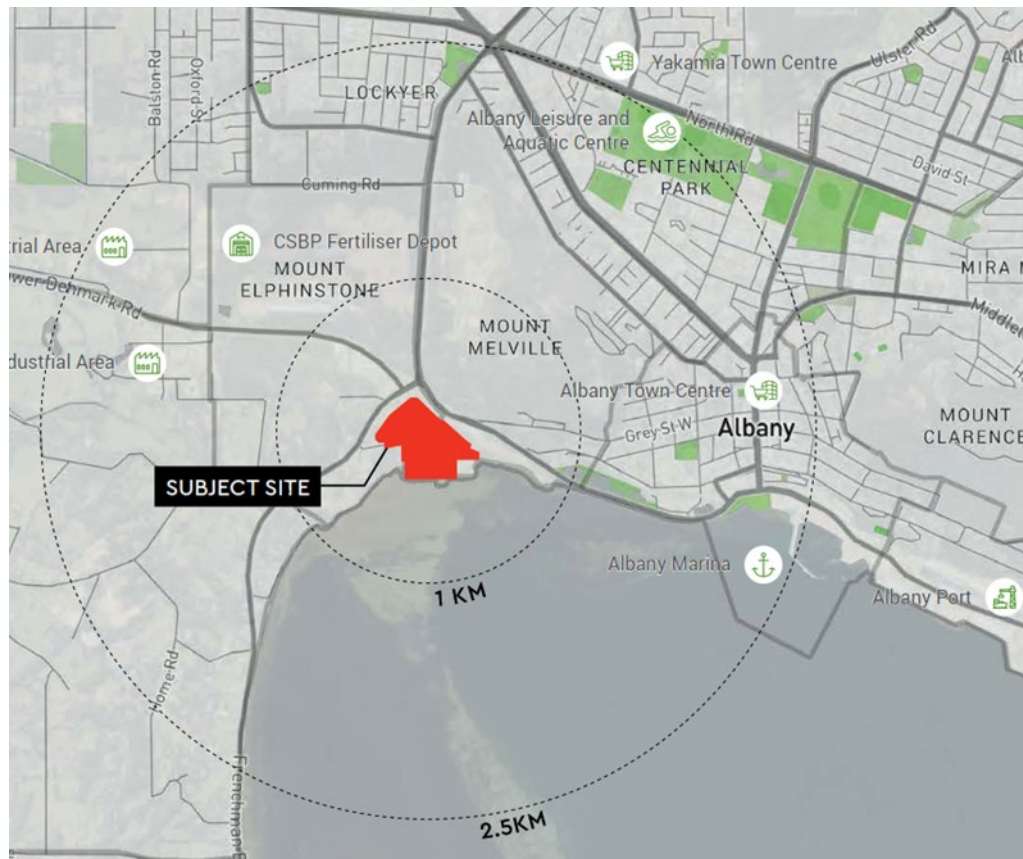 Balston Rd
Oxford St
LOCKYER
Yakamia Town Centre
Ulster Rd
Albany Leisure and
Aquatic Centre
North Rd
CENTENNIAL
PARK
David St
Cuming Rd
trial Area
CSBP Fertiliser Depot
MOUNT
ELPHINSTONE
MIRA M
wer Denmark Rd
MOUNT
MELVILLE
Middlet
dustrial Area
Albany Town Centre
Grey St W
Albany
MOUNT
CLARENCE
SUBJECT SITE
Albany Marina
1 KM
Albany Port
Home Rd
Frenchman
2.5KM